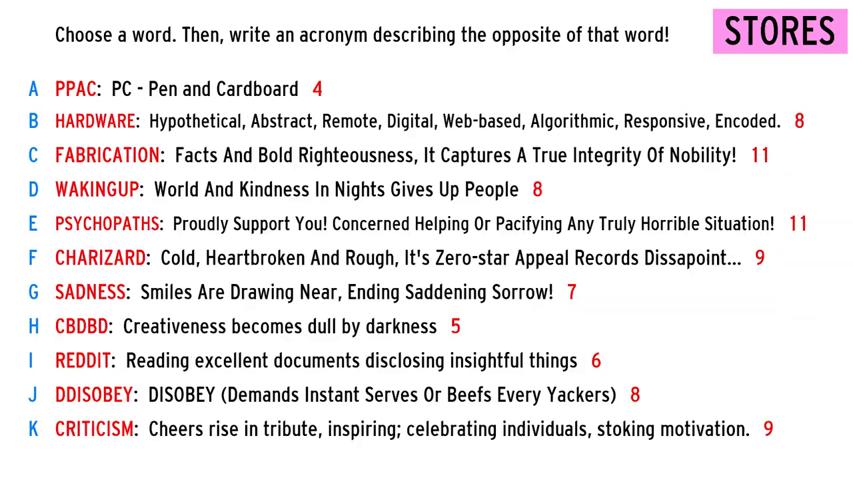 Choose a word. Then, write an acronym describing the opposite of that word!
STORES
A PPAC: PC - Pen and Cardboard 4
B HARDWARE: Hypothetical, Abstract, Remote, Digital, Web-based, Algorithmic, Responsive, Encoded. 8
C FABRICATION: Facts And Bold Righteousness, It Captures A True Integrity Of Nobility! 11
D WAKINGUP: World And Kindness In Nights Gives Up People 8
E PSYCHOPATHS: Proudly Support You! Concerned Helping Or Pacifying Any Truly Horrible Situation! 11
F CHARIZARD: Cold, Heartbroken And Rough, It's Zero-star Appeal Records Dissapoint... 9
G SADNESS: Smiles Are Drawing Near, Ending Saddening Sorrow! 7
H CBDBD: Creativeness becomes dull by darkness 5
I REDDIT: Reading excellent documents disclosing insightful things 6
J DDISOBEY: DISOBEY (Demands Instant Serves Or Beefs Every Yackers) 8
K CRITICISM: Cheers rise in tribute, inspiring; celebrating individuals, stoking motivation. 9